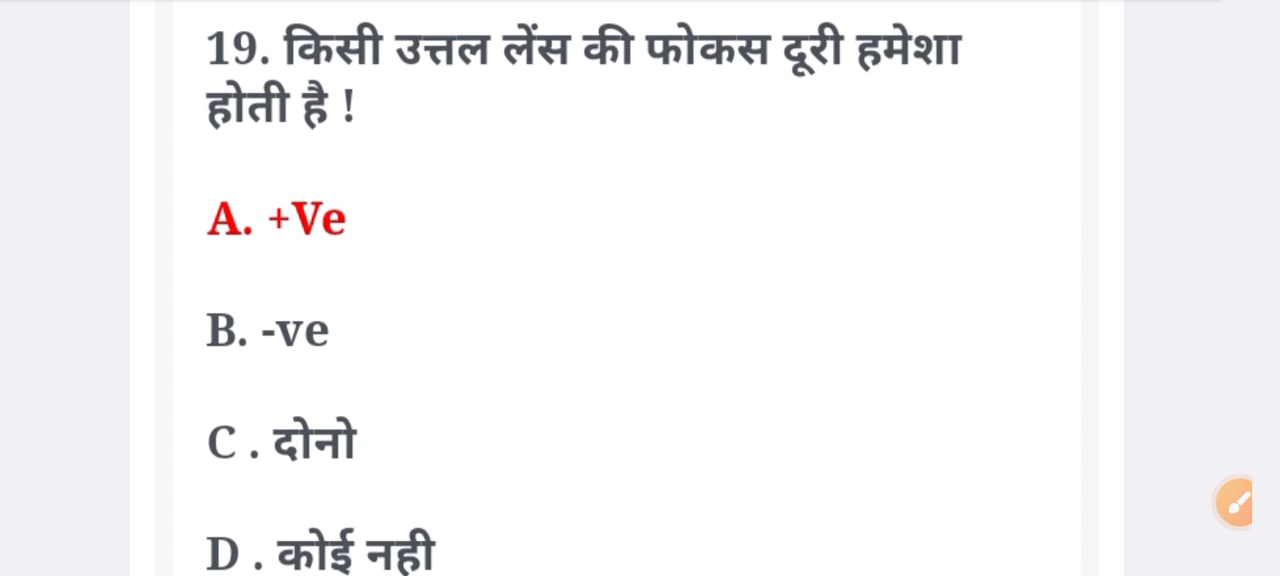 19. किसी उत्तल लेंस की फोकस दूरी हमेशा
होती है !
A. +Ve
B. -ve
C . दोनो
D . कोई नही